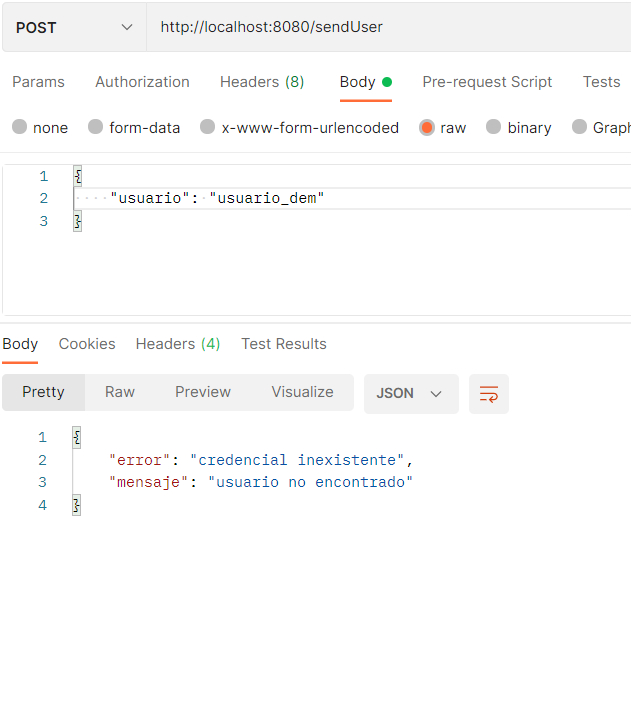 POST http://localhost:8080/sendUser
Params Authorization Headers (8) Body Pre-request Script Tests
none form-data x-www-form-urlencoded raw binary Graph
1 {
2 "usuario": "usuario_dem"
3 }
Body Cookies Headers (4) Test Results
Pretty Raw Preview Visualize JSON
1 {
2 "error": "credencial inexistente",
3 "mensaje": "usuario no encontrado"
4 }